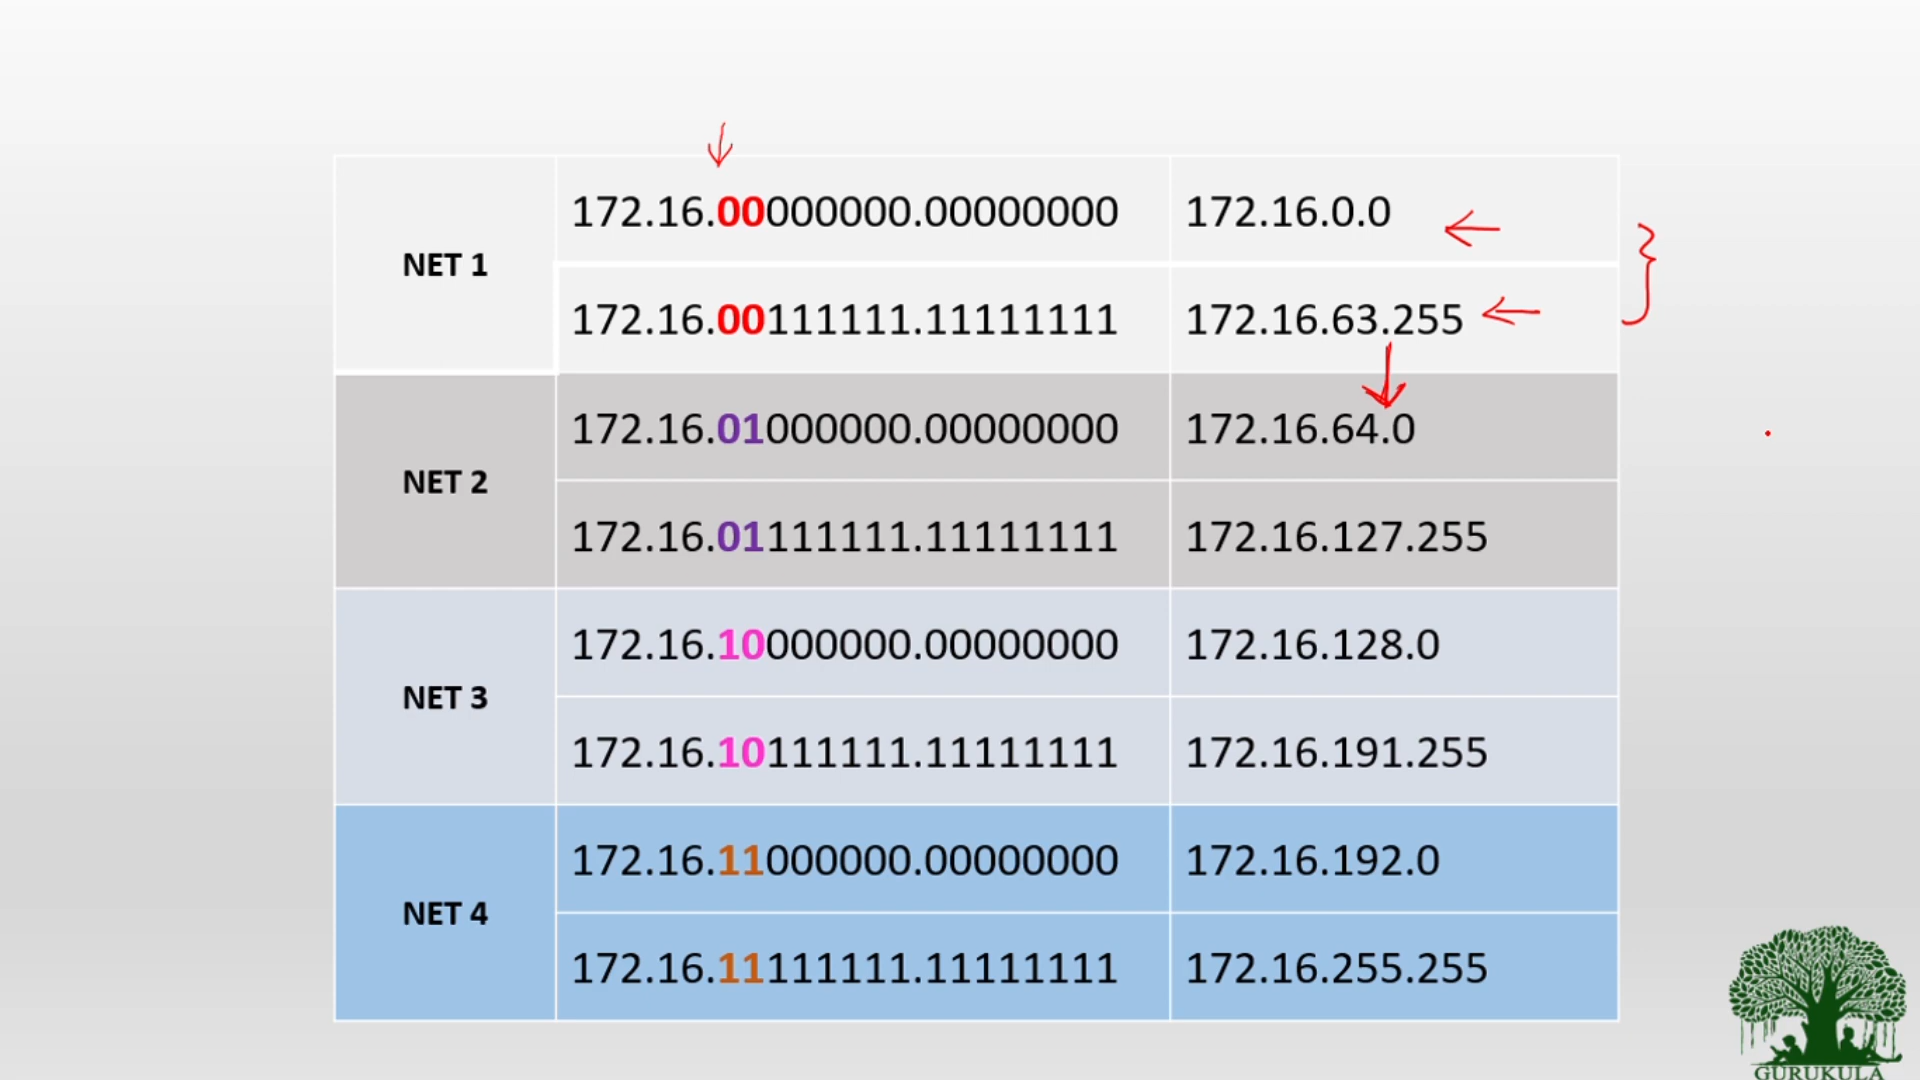 NET 1
172.16.00000000.00000000 172.16.0.0
172.16.00111111.11111111 172.16.63.255
NET 2
172.16.01000000.00000000 172.16.64.0
172.16.01111111.11111111 172.16.127.255
NET 3
172.16.10000000.00000000 172.16.128.0
172.16.10111111.11111111 172.16.191.255
NET 4
172.16.11000000.00000000 172.16.192.0
172.16.11111111.11111111 172.16.255.255
GURUKULA